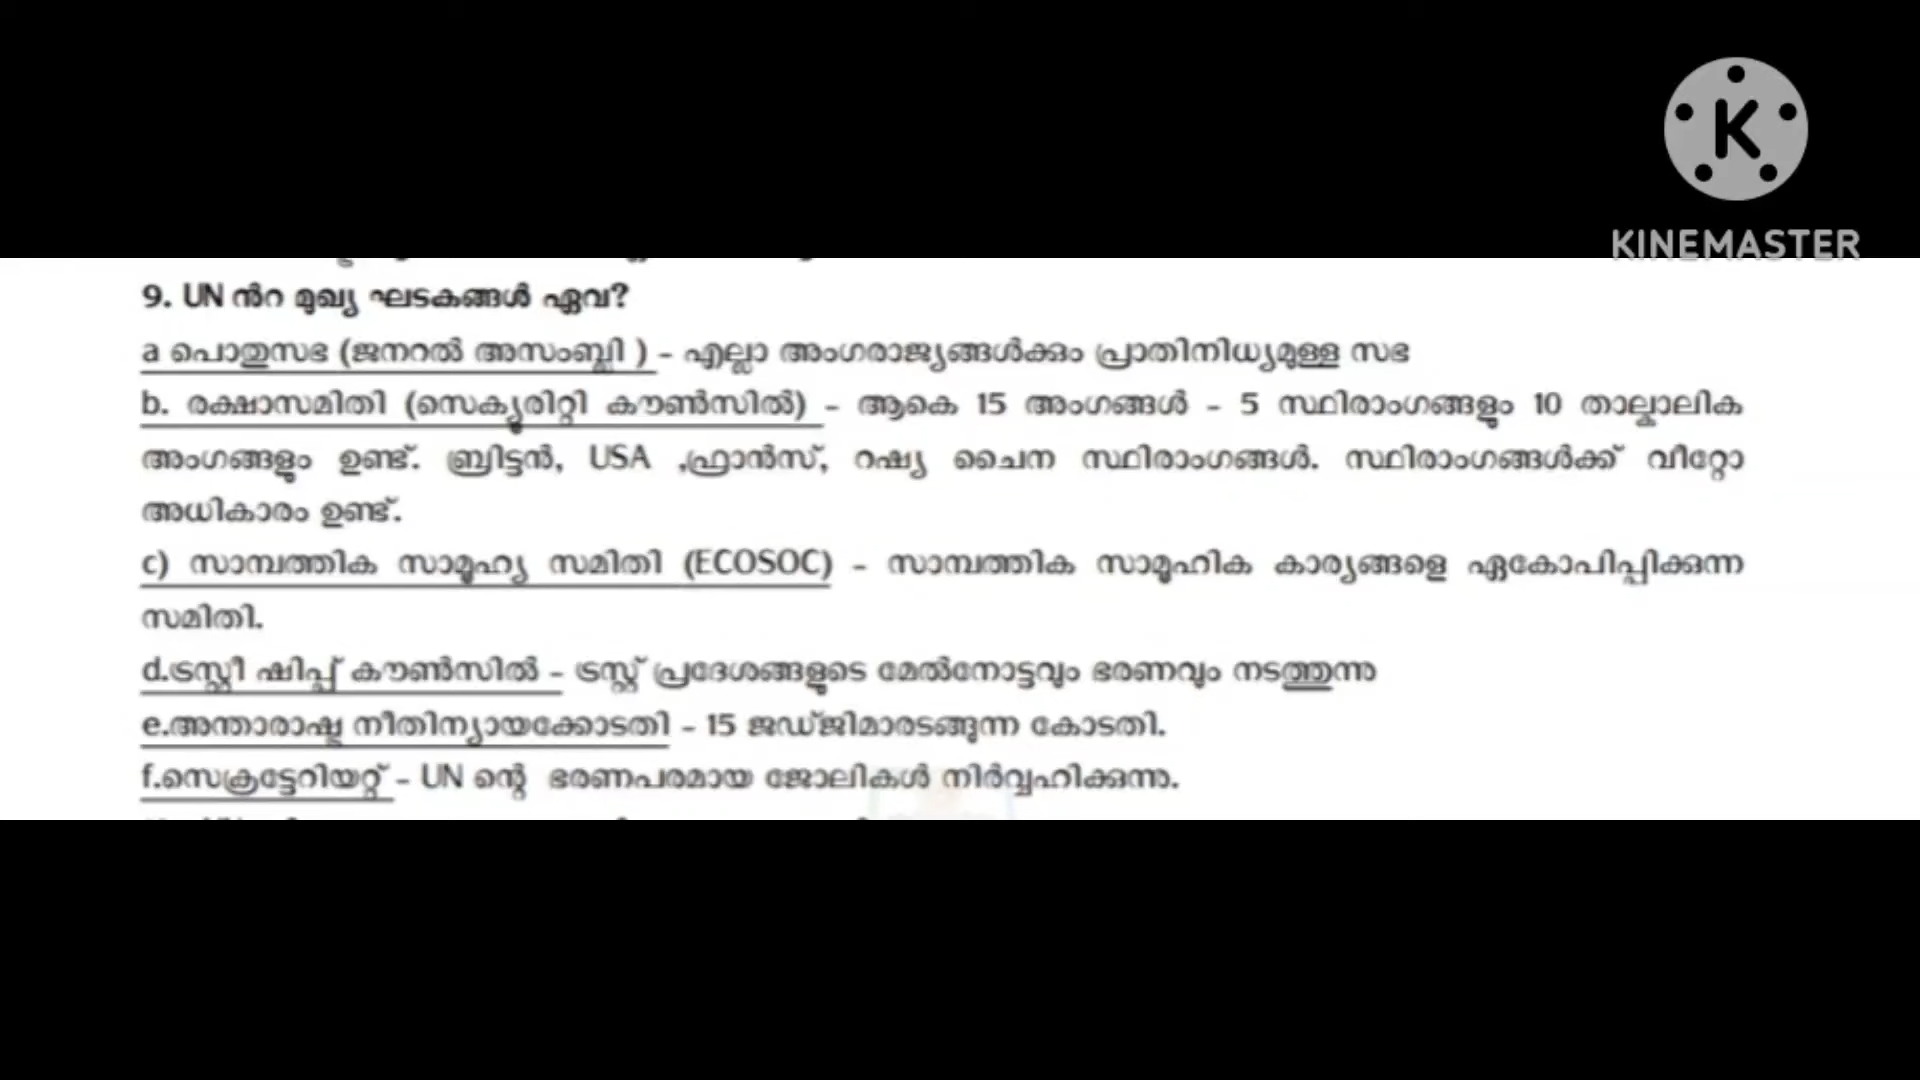 KINEMASTER
9. UN ൻറ മുഖ്യ ഘടകങ്ങൾ ഏവ?
a പൊതുസഭ (ജനറൽ അസംബ്ലി ) - എല്ലാ അംഗരാജ്യങ്ങൾക്കും പ്രാതിനിധ്യമുള്ള സഭ
b. രക്ഷാസമിതി (സെക്യൂരിറ്റി കൗൺസിൽ) - ആകെ 15 അംഗങ്ങൾ - 5 സ്ഥിരാംഗങ്ങളും 10 താല്കാലിക
അംഗങ്ങളും ഉണ്ട്. ബ്രിട്ടൻ, USA ,ഫ്രാൻസ്, റഷ്യ ചൈന സ്ഥിരാംഗങ്ങൾ. സ്ഥിരാംഗങ്ങൾക്ക് വീറ്റോ
അധികാരം ഉണ്ട്.
c) സാമ്പത്തിക സാമൂഹ്യ സമിതി (ECOSOC) - സാമ്പത്തിക സാമൂഹിക കാര്യങ്ങളെ ഏകോപിപ്പിക്കുന്ന
സമിതി.
d.ട്രസ്റ്റീ ഷിപ്പ് കൗൺസിൽ - ട്രസ്റ്റ് പ്രദേശങ്ങളുടെ മേൽനോട്ടവും ഭരണവും നടത്തുന്നു
e.അന്താരാഷ്ട്ര നീതിന്യായക്കോടതി - 15 ജഡ്ജിമാരടങ്ങുന്ന കോടതി.
f.സെക്രട്ടേറിയറ്റ് - UN ന്റെ ഭരണപരമായ ജോലികൾ നിർവ്വഹിക്കുന്നു.